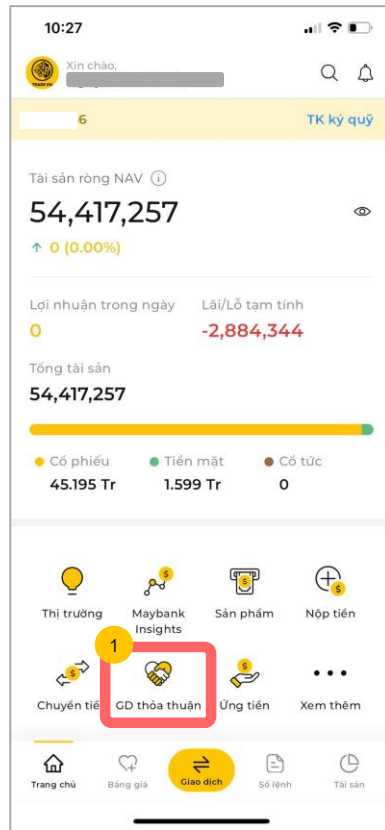 10:27
Xin chào,
TRADE VN
6
TK ký quỹ
Tài sản ròng NAV
54,417,257
0 (0.00%)
Lợi nhuận trong ngày Lãi/Lỗ tạm tính
0 -2,884,344
Tổng tài sản
54,417,257
Cổ phiếu Tiền mặt Cổ tức
45.195 Tr 1.599 Tr 0
Thị trường Maybank Insights Sản phẩm Nộp tiền
1
Chuyển tiề GD thỏa thuận Ứng tiền Xem thêm
Trang chủ Bảng giá Giao dịch Sổ lệnh Tài sản